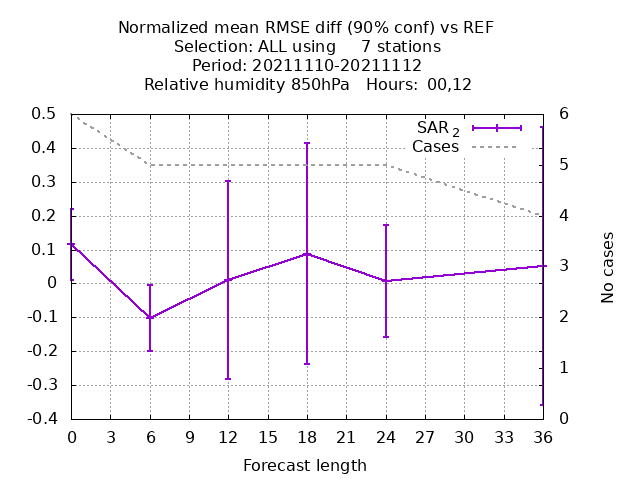 Normalized mean RMSE diff (90% conf) vs REF
Selection: ALL using     7 stations
Period: 20211110-20211112
Relative humidity 850hPa   Hours:  00,12
SAR 2
Cases
0.5
0.4
0.3
0.2
0.1
0
-0.1
-0.2
-0.3
-0.4
6
5
4
3
2
1
0
No cases
0 3 6 9 12 15 18 21 24 27 30 33 36
Forecast length